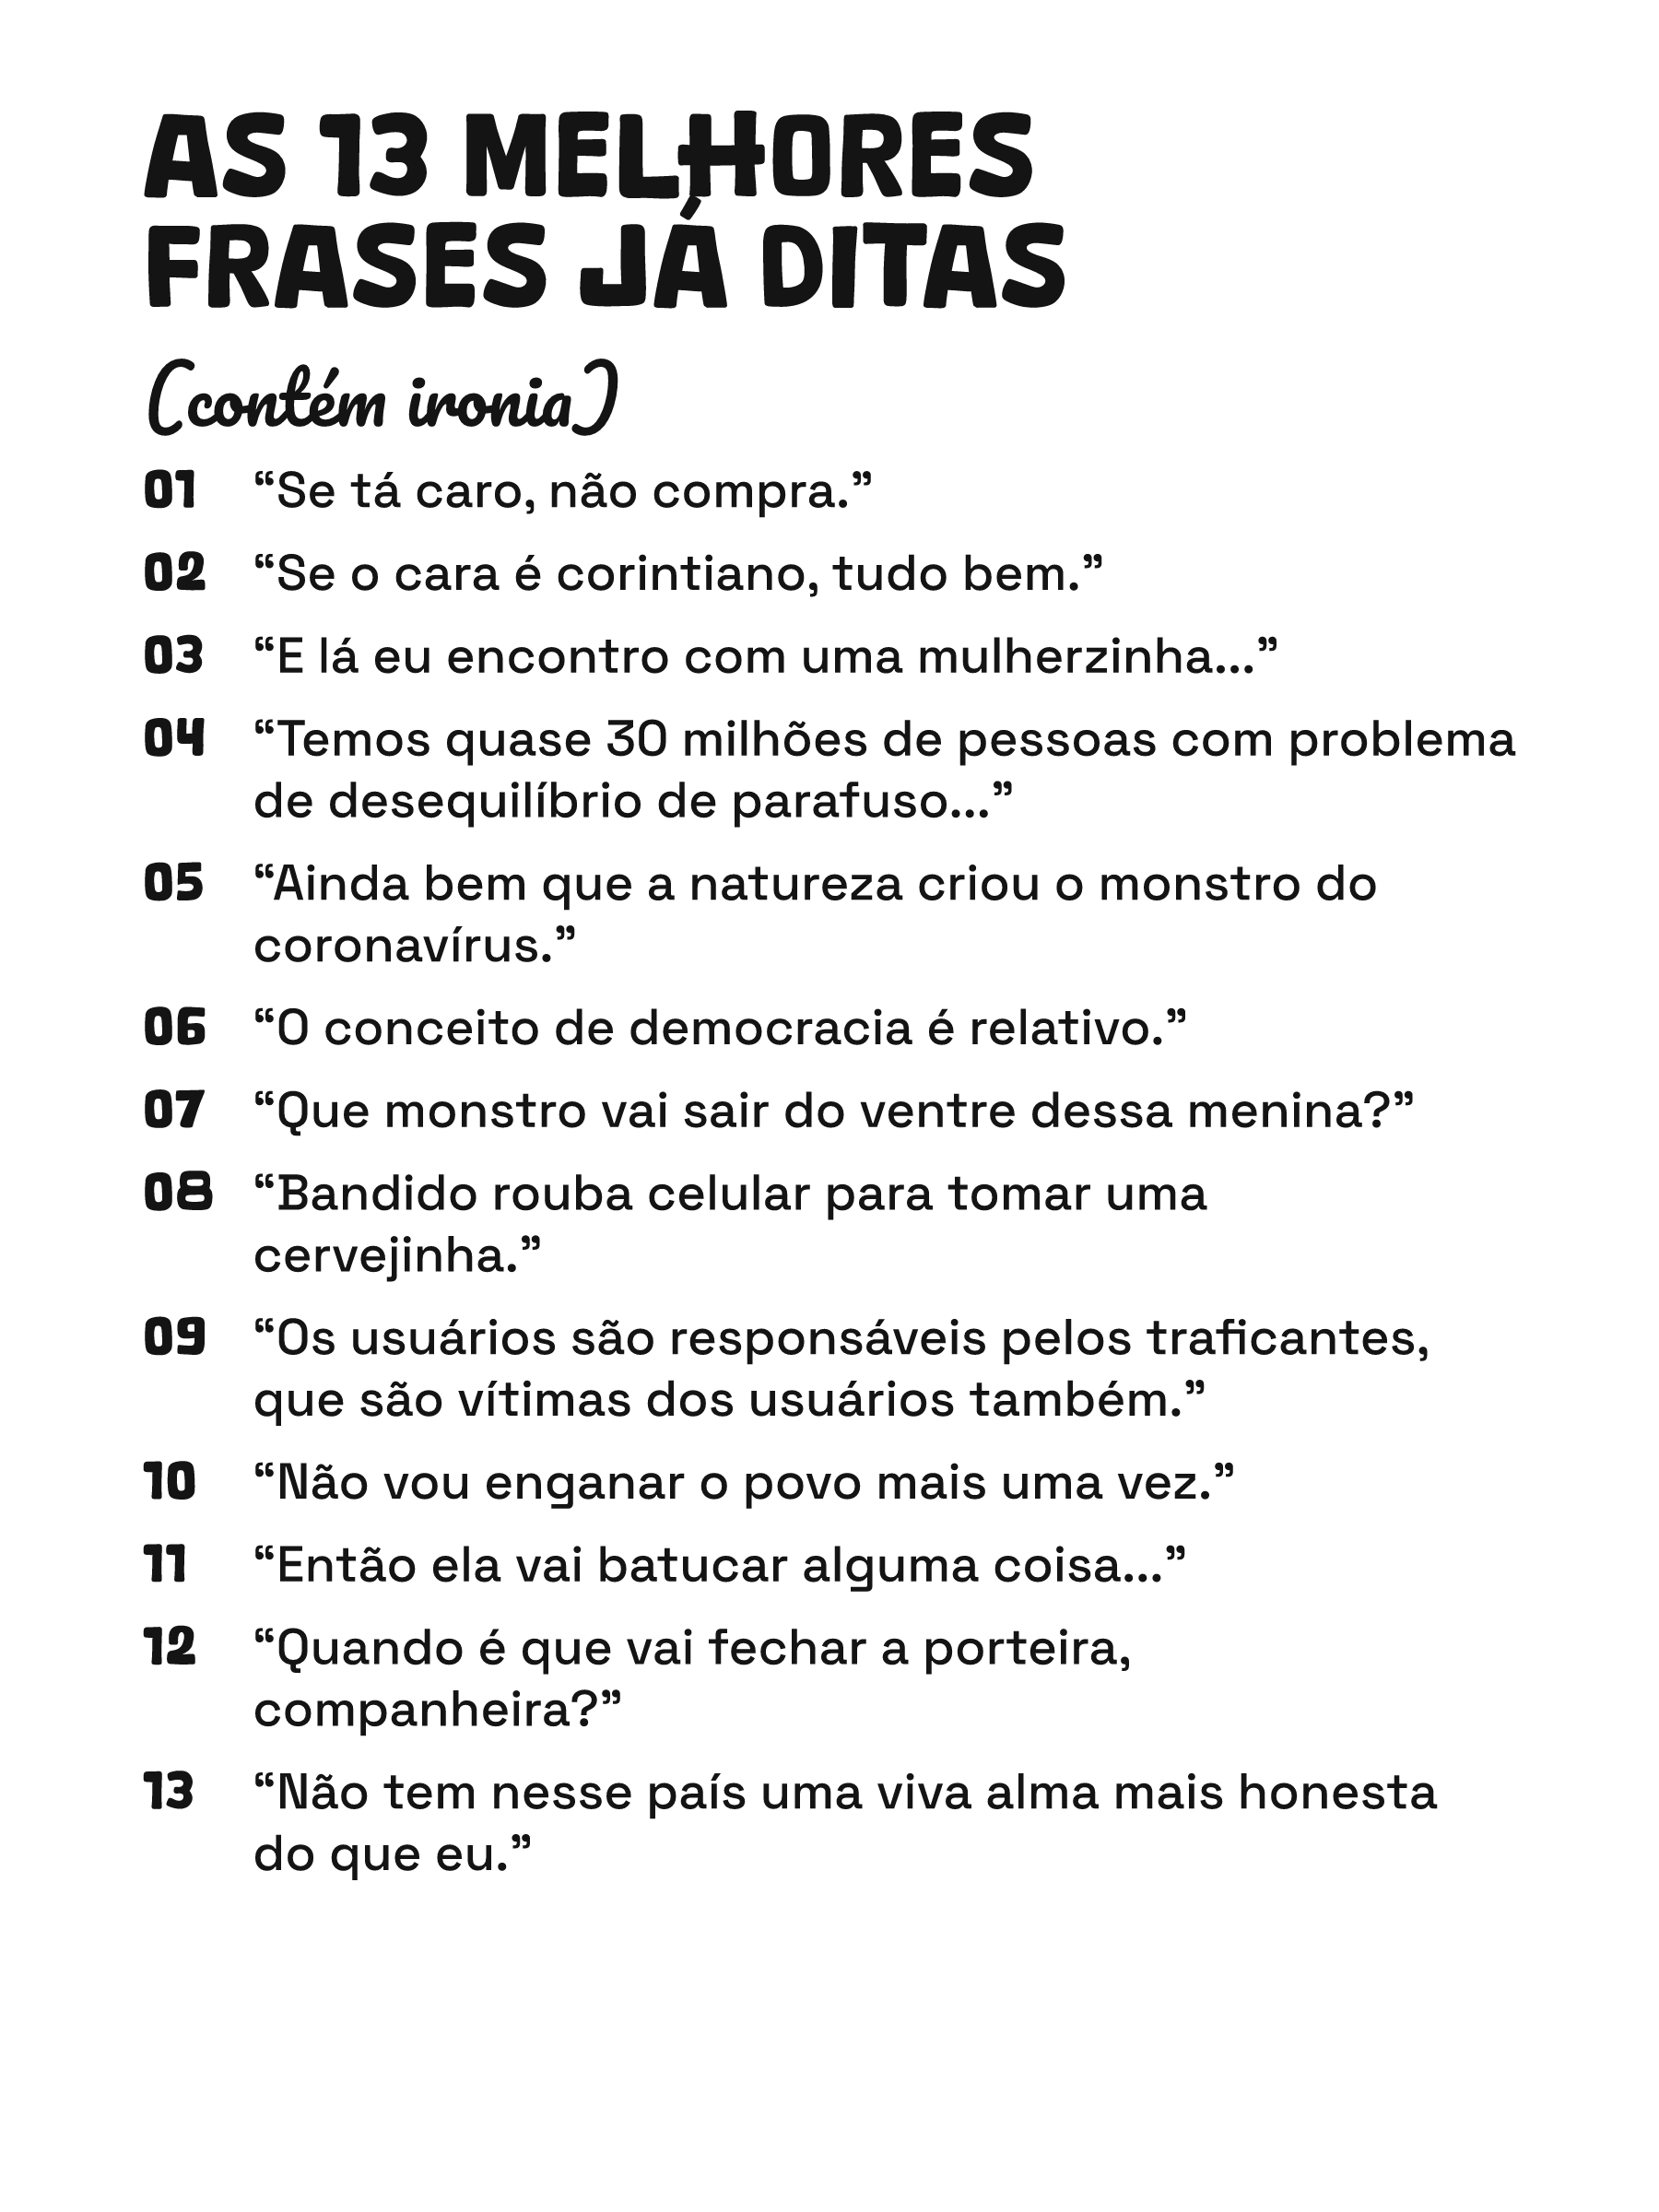 AS 13 MELHORES
FRASES JÁ DITAS
(contém ironia)
01 “Se tá caro, não compra.”
02 “Se o cara é corintiano, tudo bem.”
03 “E lá eu encontro com uma mulherzinha...”
04 “Temos quase 30 milhões de pessoas com problema
de desequilíbrio de parafuso...”
05 “Ainda bem que a natureza criou o monstro do
coronavírus.”
06 “O conceito de democracia é relativo.”
07 “Que monstro vai sair do ventre dessa menina?”
08 “Bandido rouba celular para tomar uma
cervejinha.”
09 “Os usuários são responsáveis pelos traficantes,
que são vítimas dos usuários também.”
10 “Não vou enganar o povo mais uma vez.”
11 “Então ela vai batucar alguma coisa...”
12 “Quando é que vai fechar a porteira,
companheira?”
13 “Não tem nesse país uma viva alma mais honesta
do que eu.”